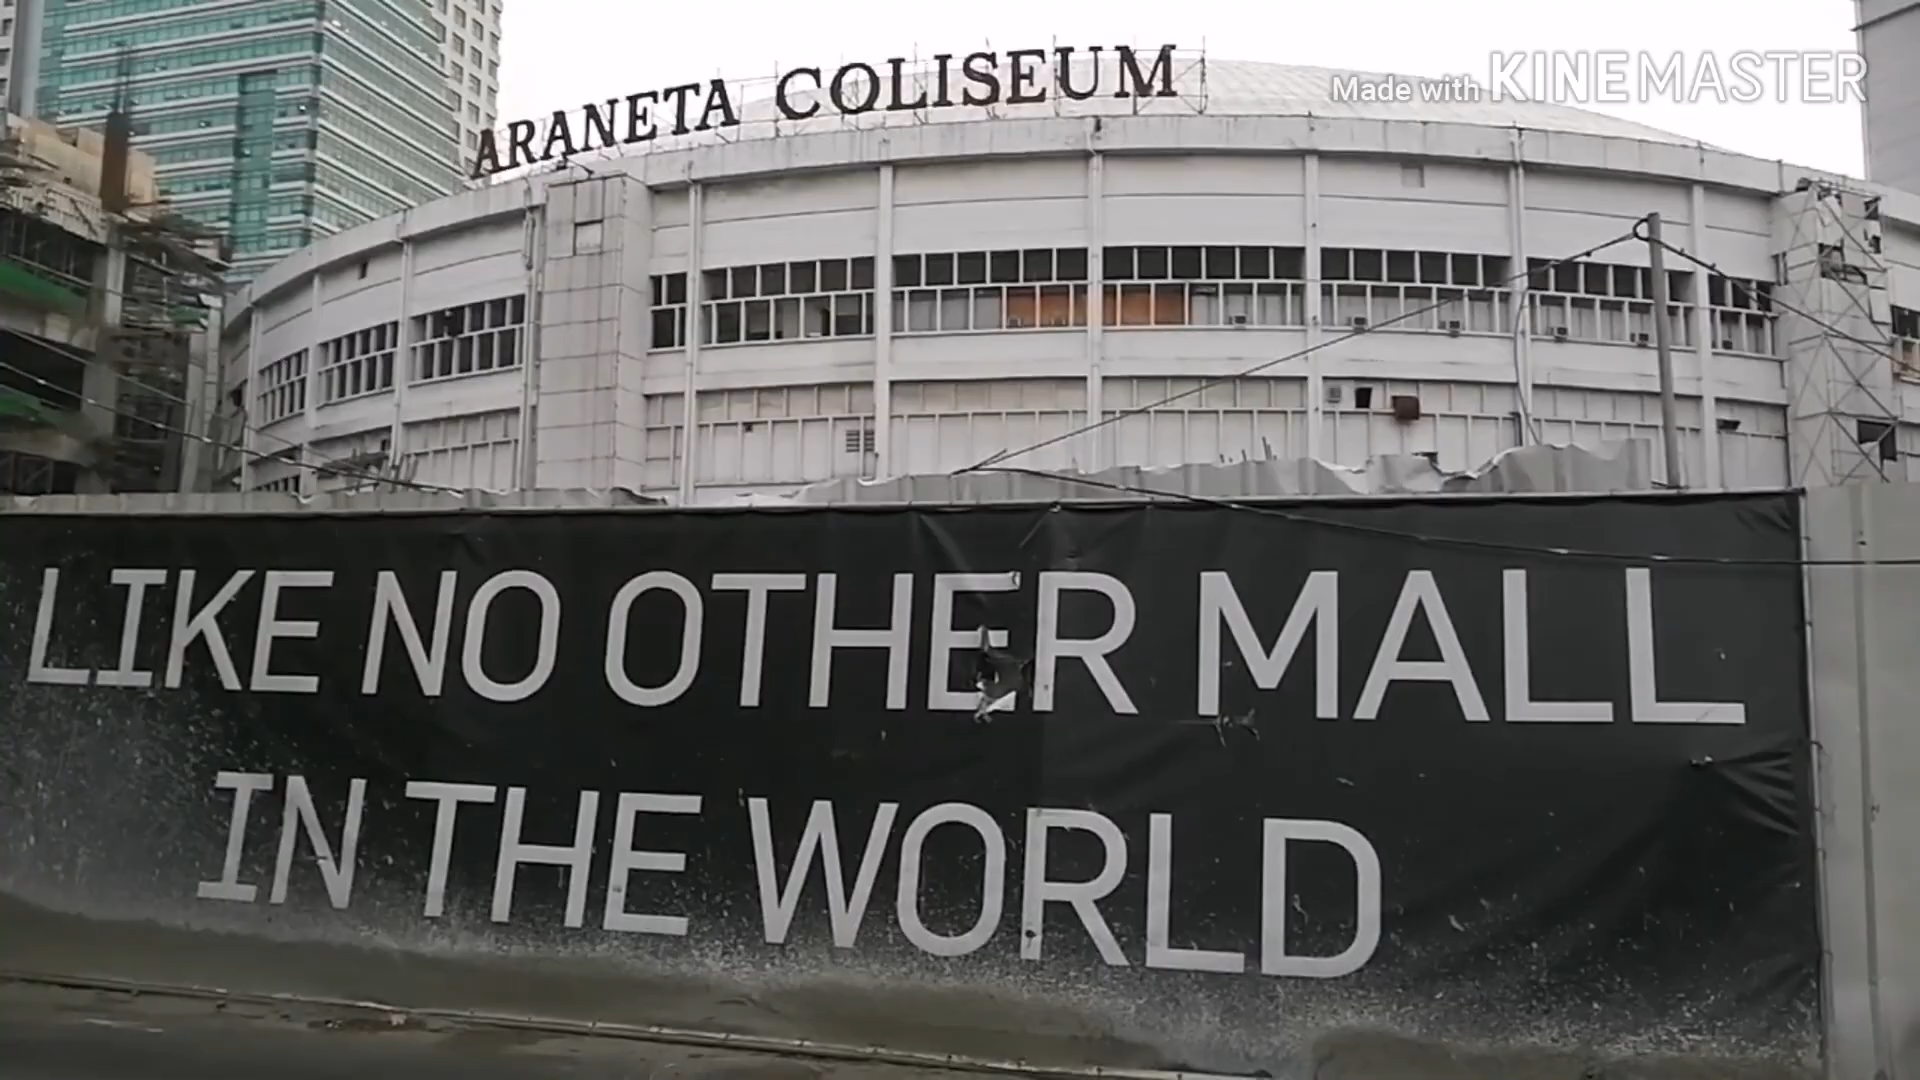 ARANETA COLISEUM
Made with KINEMASTER
LIKE NO OTHER MALL
IN THE WORLD